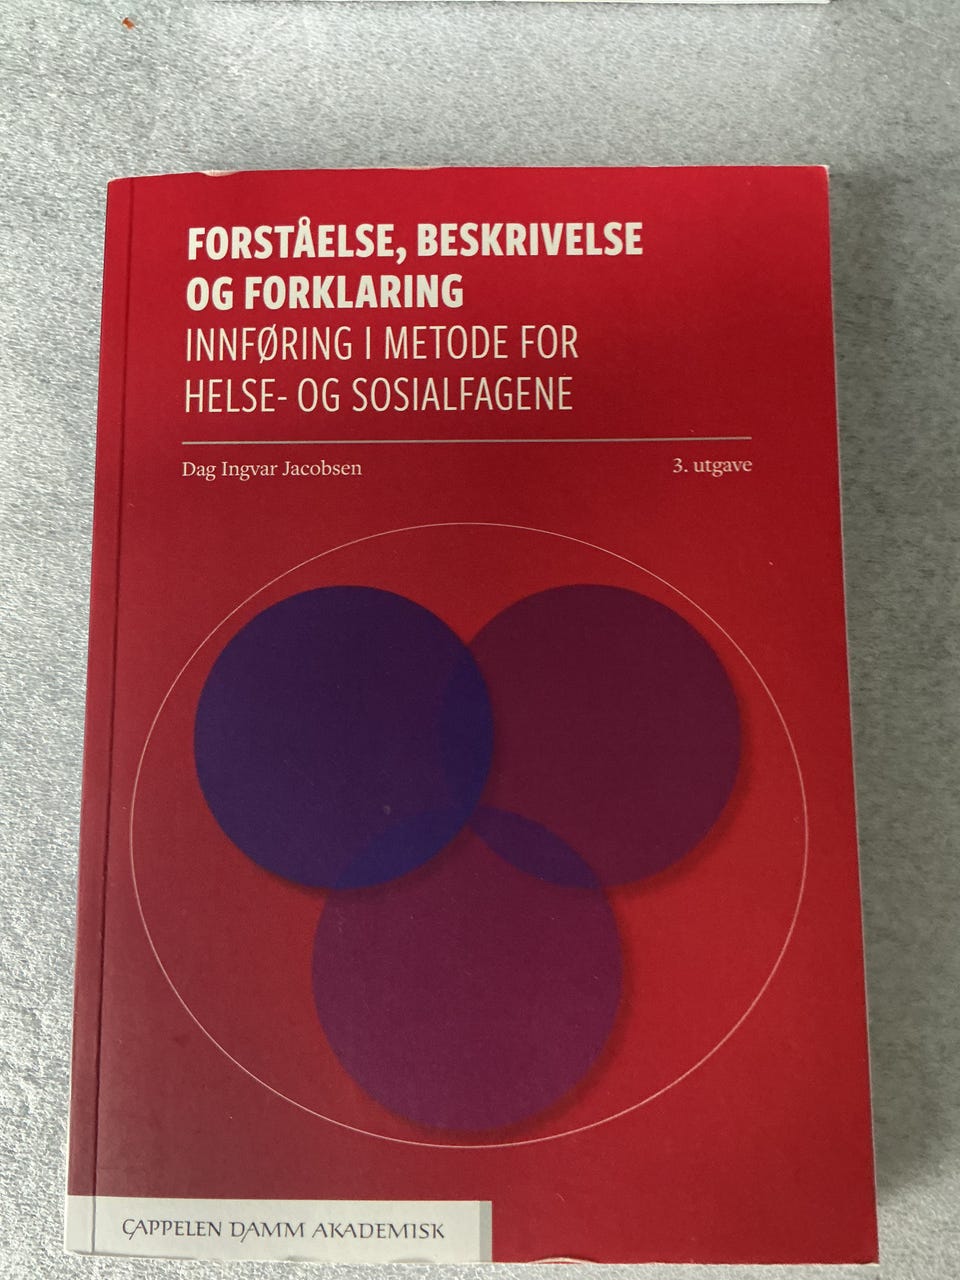 FORSTÅELSE, BESKRIVELSE
OG FORKLARING
INNFØRING I METODE FOR
HELSE- OG SOSIALFAGENE
Dag Ingvar Jacobsen 3. utgave
CAPPELEN DAMM AKADEMISK